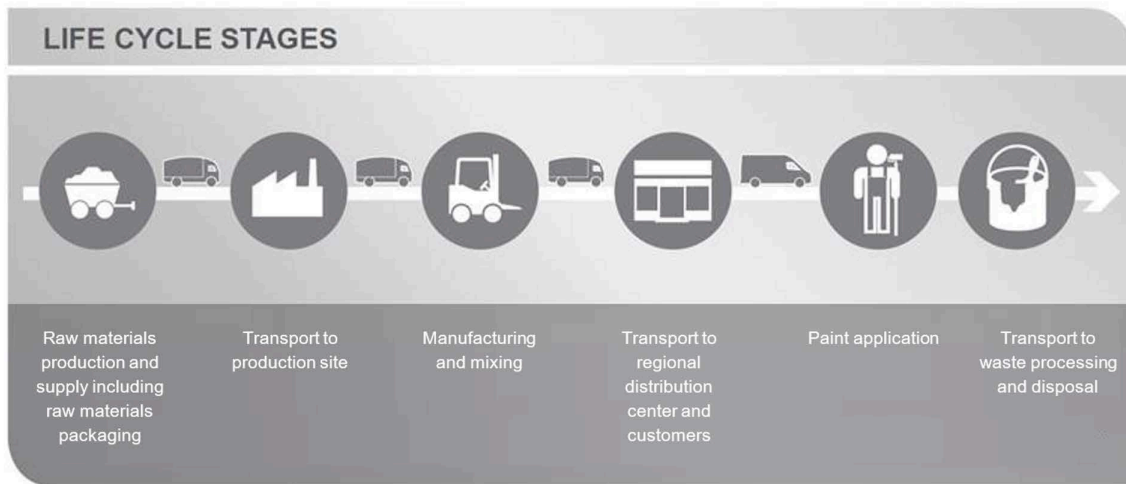 LIFE CYCLE STAGES
Raw materials
production and
supply including
raw materials
packaging
Transport to
production site
Manufacturing
and mixing
Transport to
regional
distribution
center and
customers
Paint application
Transport to
waste processing
and disposal